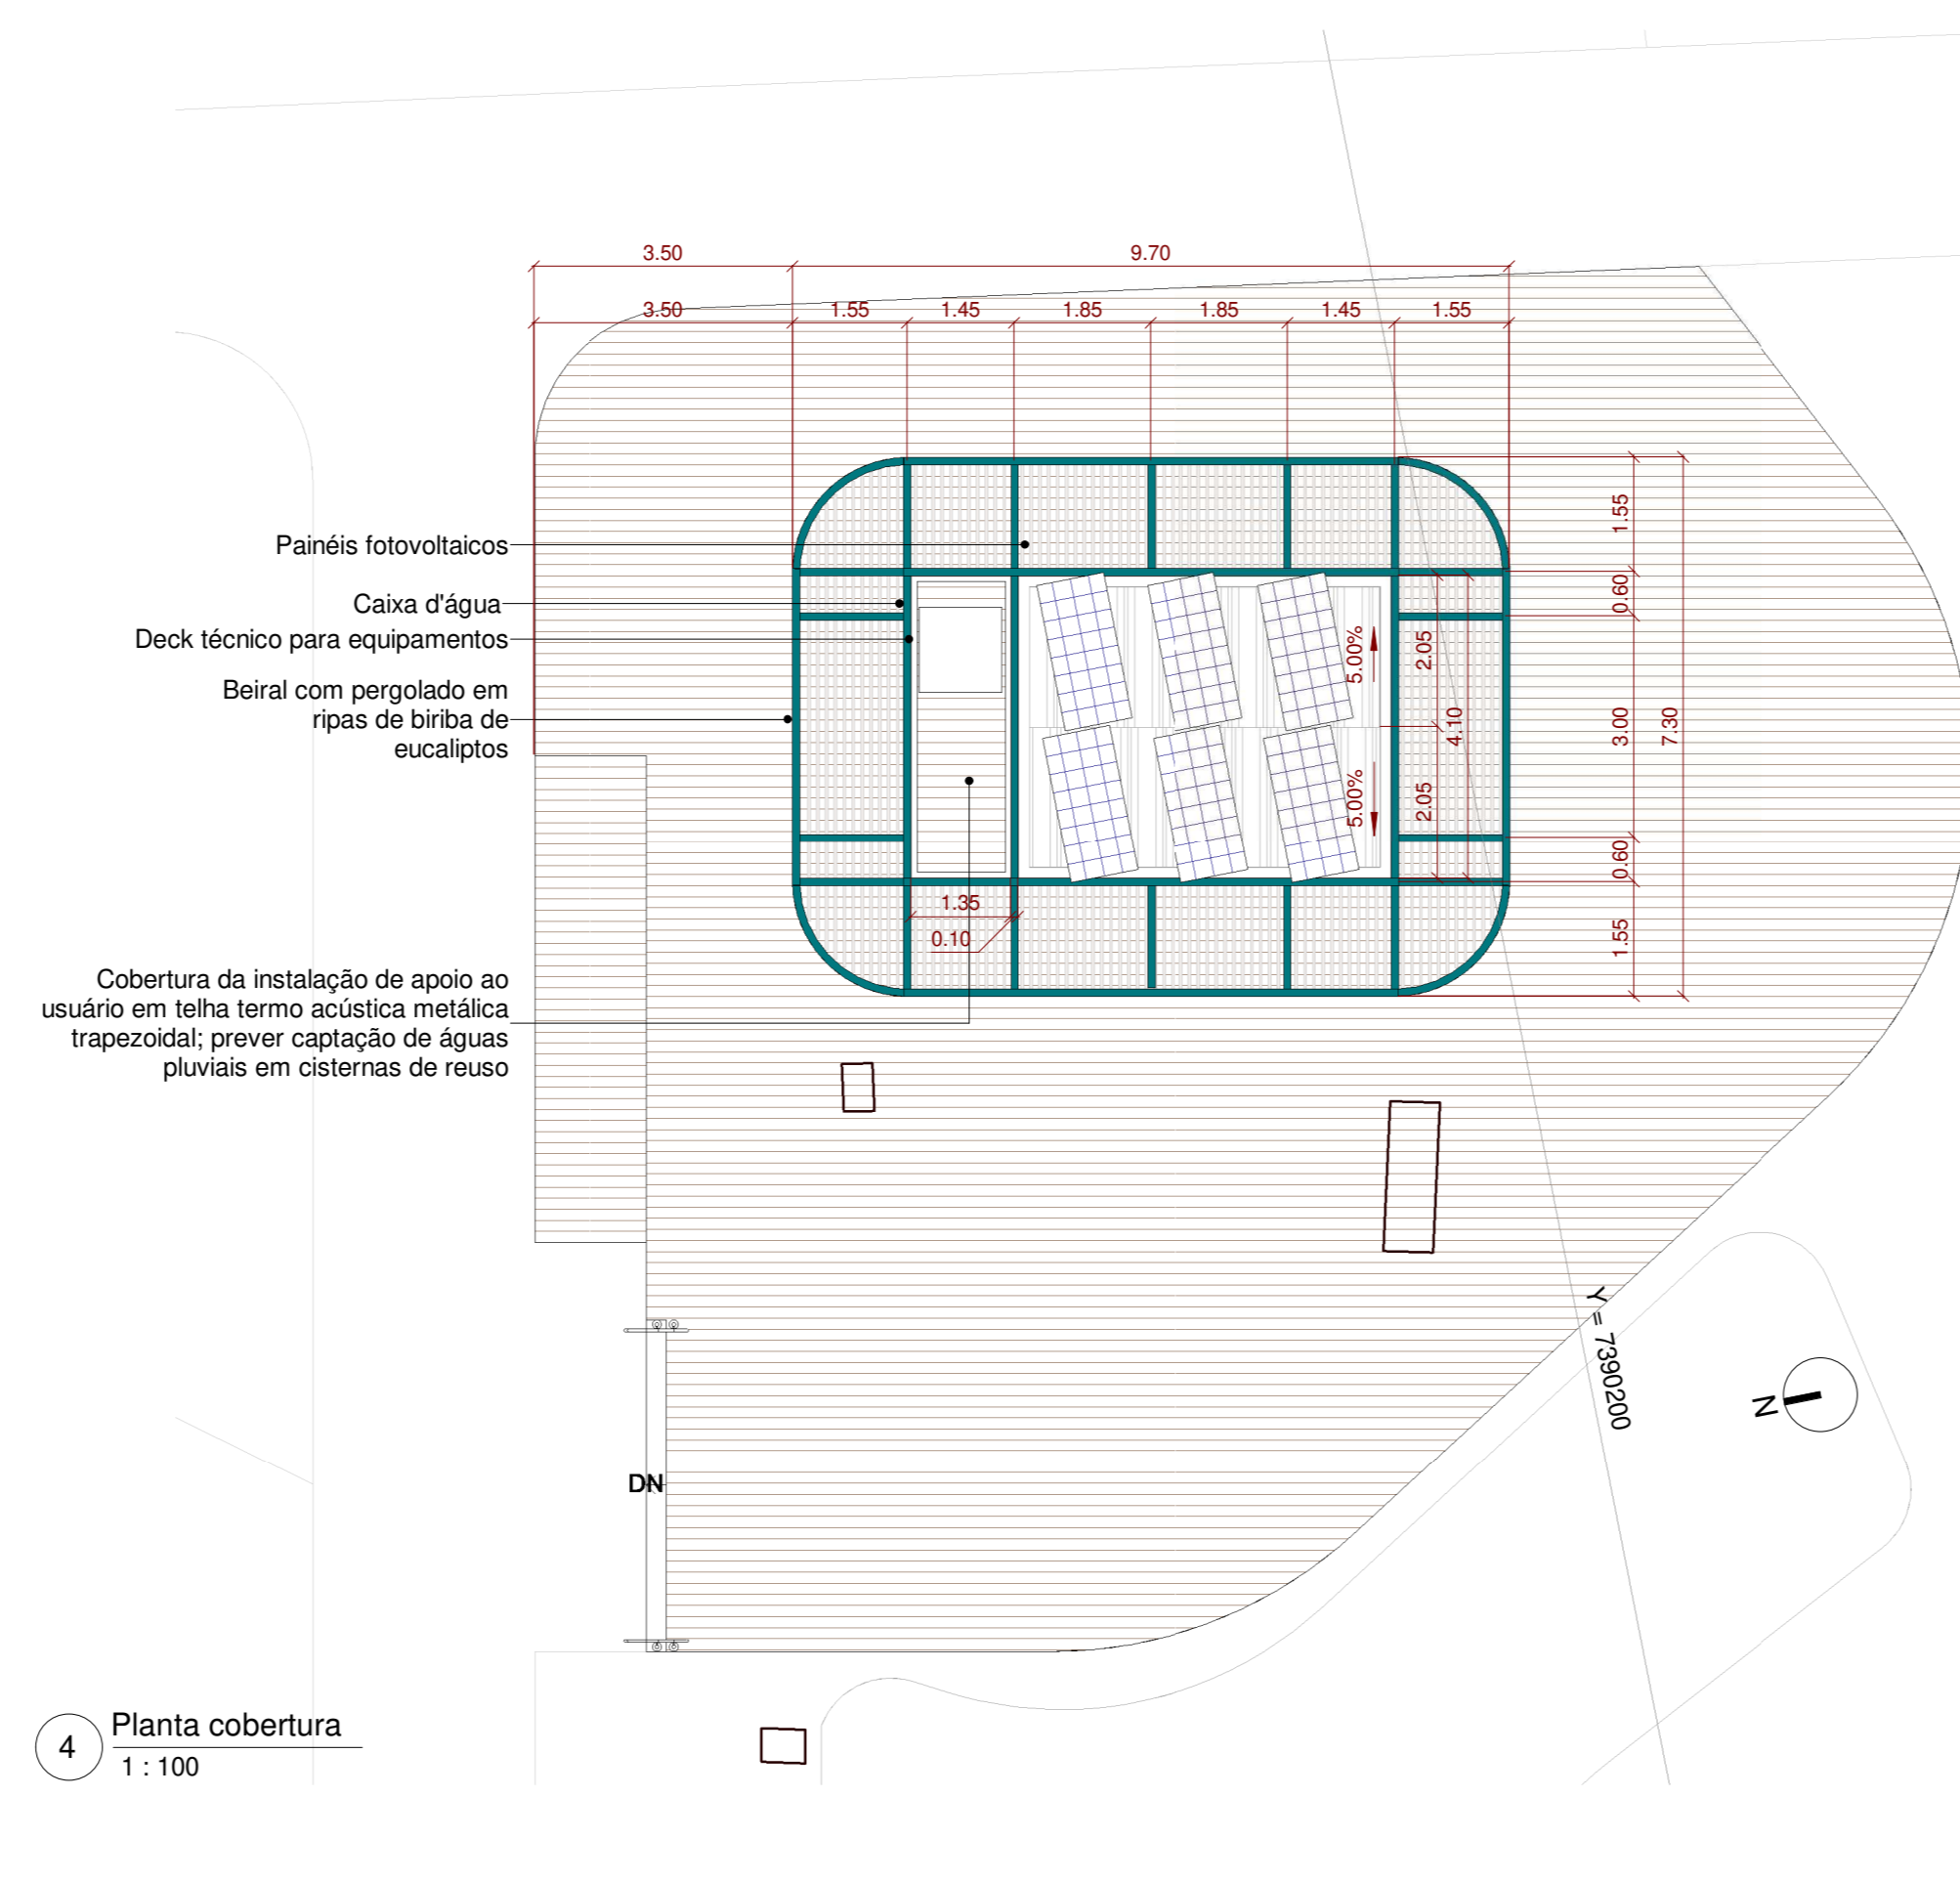 3.50
9.70
3.50
1.55
1.45
1.85
1.85
1.45
1.55
Painéis fotovoltaicos
Caixa d'água
Deck técnico para equipamentos
Beiral com pergolado em
ripas de biriba de
eucaliptos
Cobertura da instalação de apoio ao
usuário em telha termo acústica metálica
trapezoidal; prever captação de águas
pluviais em cisternas de reuso
5.00%
5.00%
2.05
2.05
4.10
1.55
0.60
3.00
0.60
1.55
7.30
1.35
0.10
Y = 7390200
N
DN
4
Planta cobertura
1 : 100